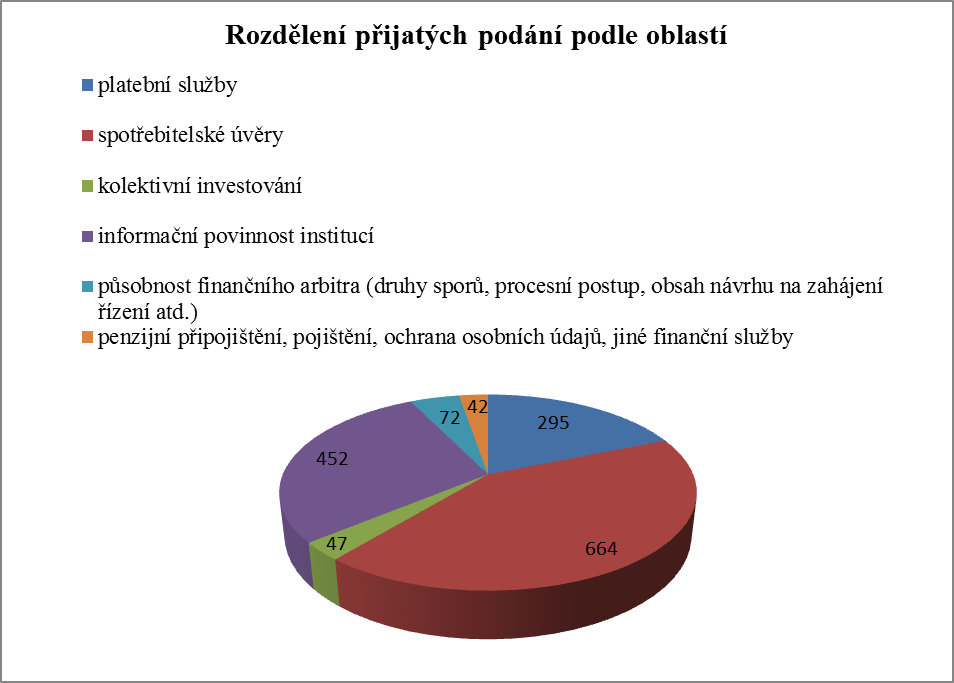 Rozdělení přijatých podání podle oblastí
platební služby
spotřebitelské úvěry
kolektivní investování
informační povinnost institucí
působnost finančního arbitra (druhy sporů, procesní postup, obsah návrhu na zahájení
řízení atd.)
penzijní připojištění, pojištění, ochrana osobních údajů, jiné finanční služby
42
72
295
452
47
664